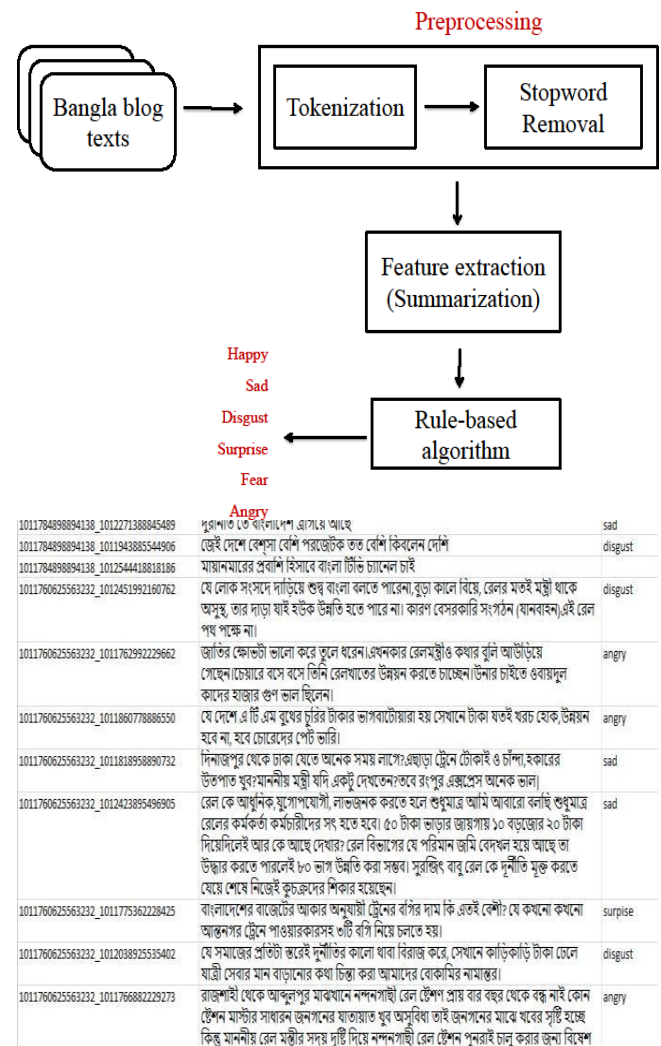 Preprocessing
Bangla blog
texts
Tokenization
Stopword
Removal
Feature extraction
(Summarization)
Happy
Sad
Disgust
Surprise
Fear
Angry
Rule-based
algorithm
1011784898894138_1012271388845489 দুরনীতি তে বাংলাদেশ এগিয়ে আছে sad
1011784898894138_1011943885544906 জেই দেশে বেশ্সা বেশি পরজেটক তত বেশি কিবলেন দেশি disgust
1011784898894138_1012544418818186 মায়ানমারের প্রবাশি হিসাবে বাংলা টিভি চ্যানেল চাই
1011760625563232_1012451992160762 যে লোক সংসদে দাড়িয়ে শুদ্ব বাংলা বলতে পারেনা,বুড়া কালে বিয়ে, রেলর মতই মন্ত্রী থাকে disgust
অসুস্থ, তার দ্বাড়া যাই হউক উন্নতি হতে পারে না। কারণ বেসরকারি সংগঠন (যানবাহন)এই রেল
পথ পক্ষে না।
1011760625563232_1011762992229662 জাতির ক্ষোভটা ভালো করে তুলে ধরেন।এখনকার রেলমন্ত্রীও কথার বুলি আউড়িয়ে angry
গেছেন।চেয়ারে বসে বসে তিনি রেলখাতের উন্নয়ন করতে চাচ্ছেন।উনার চাইতে ওবায়দুল
কাদের হাজার গুণ ভাল ছিলেন।
1011760625563232_1011860778886550 যে দেশে এ টি এম বুথের চুরির টাকার ভাগবাটোয়ারা হয় সেখানে টাকা যতই খরচ হোক,উন্নয়ন angry
হবে না, হবে চোরেদের পেট ভারি।
1011760625563232_1011818958890732 দিনাজপুর থেকে ঢাকা যেতে অনেক সময় লাগে?এছাড়া ট্রেনে টোকাই ও চাঁন্দা,হকারের sad
উতপাত খুব?মাননীয় মন্ত্রী যদি একটু দেখতেন?তবে রংপুর এক্সপ্রেস অনেক ভাল|
1011760625563232_1012423895496905 রেল কে আধুনিক,যুগোপযোগী, লাভজনক করতে হলে শুধুমাত্র আমি আবারো বলছি শুধুমাত্র sad
রেলের কর্মকর্তা কর্মচারীদের সৎ হতে হবে। ৫০ টাকা ভাড়ার জায়গায় ১০ বড়জোর ২০ টাকা
দিয়েদিলেই আর কে আছে দেখার? রেল বিভাগের যে পরিমান জমি বেদখল হয়ে আছে তা
উদ্ধার করতে পারলেই ৮০ ভাগ উন্নতি করা সম্ভব। সুরন্জিৎ বাবু রেল কে দূর্নীতি মূক্ত করতে
যেয়ে শেষে নিজেই কুচক্রদের শিকার হয়েছেন।
1011760625563232_1011775362228425 বাংলাদেশের বাজেটের আকার অনুযায়ী ট্রেনের বগির দাম কি এতই বেশী? যে কখনো কখনো surpise
আন্তনগর ট্রেনে পাওয়ারকারসহ ৩টি বগি নিয়ে চলতে হয়।
1011760625563232_1012038925535402 যে সমাজের প্রতিটা স্তরেই দুর্নীতির কালো থাবা বিরাজ করে, সেখানে কাড়িকাড়ি টাকা ঢেলে disgust
যাত্রী সেবার মান বাড়ানোর কথা চিন্তা করা আমাদের বোকামির নামান্তর।
1011760625563232_1011766882229273 রাজশাহী থেকে আব্দুলপুর মাঝখানে নন্দনগাছী রেল ষ্টেশণ প্রায় বার বছর থেকে বন্ধ নাই কোন angry
ষ্টেশন মাস্টার সাধারন জনগনের যাতায়াত খুব অসুবিধা তাই জনগনের মাঝে খবের সৃষ্টি হচ্ছে
কিন্তু মাননীয় রেল মন্ত্রীর সদয় দৃষ্টি দিয়ে নন্দনগাছী রেল ষ্টেশন পুনরাই চালু করার জন্য বিষেশ